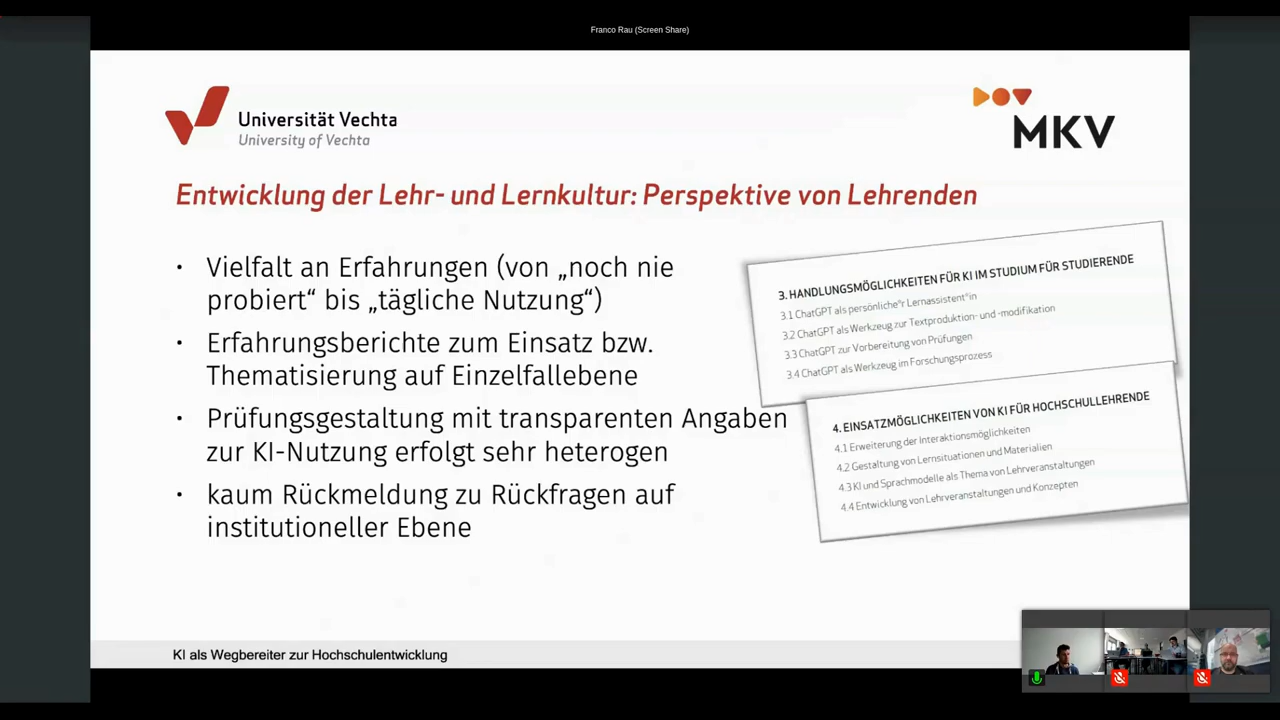 Franco Rau (Screen Share)
Universität Vechta
University of Vechta
MKV
Entwicklung der Lehr- und Lernkultur: Perspektive von Lehrenden
• Vielfalt an Erfahrungen (von „noch nie
probiert“ bis „tägliche Nutzung“)
• Erfahrungsberichte zum Einsatz bzw.
Thematisierung auf Einzelfallebene
• Prüfungsgestaltung mit transparenten Angaben
zur KI-Nutzung erfolgt sehr heterogen
• kaum Rückmeldung zu Rückfragen auf
institutioneller Ebene
3. HANDLUNGSMÖGLICHKEITEN FÜR KI IM STUDIUM FÜR STUDIERENDE
3.1 ChatGPT als persönliche*r Lernassistent*in
3.2 ChatGPT als Werkzeug zur Textproduktion- und -modifikation
3.3 ChatGPT zur Vorbereitung von Prüfungen
3.4 ChatGPT als Werkzeug im Forschungsprozess
4. EINSATZMÖGLICHKEITEN VON KI FÜR HOCHSCHULLEHRENDE
4.1 Erweiterung der Interaktionsmöglichkeiten
4.2 Gestaltung von Lernsituationen und Materialien
4.3 KI und Sprachmodelle als Thema von Lehrveranstaltungen
4.4 Entwicklung von Lehrveranstaltungen und Konzepten
KI als Wegbereiter zur Hochschulentwicklung